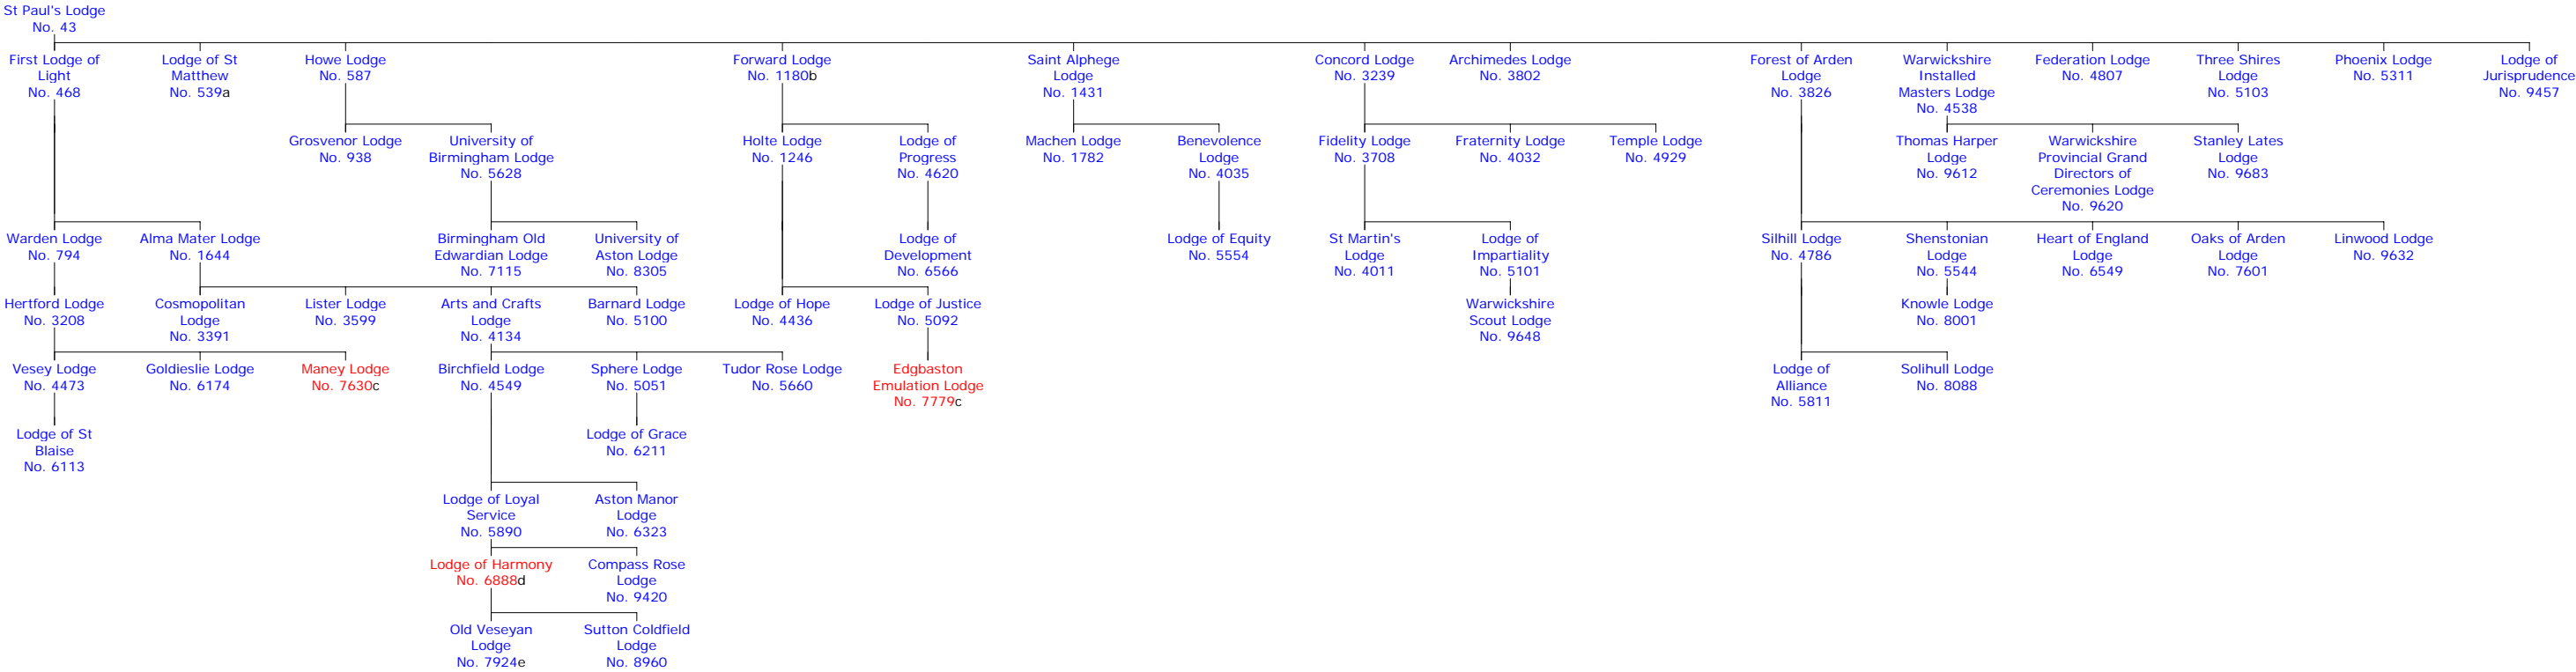 St Paul's Lodge
No. 43
First Lodge of
Light
No. 468
Lodge of St
Matthew
No. 539a
Howe Lodge
No. 587
Forward Lodge
No. 1180b
Saint Alphege
Lodge
No. 1431
Concord Lodge
No. 3239
Archimedes Lodge
No. 3802
Forest of Arden
Lodge
No. 3826
Warwickshire
Installed
Masters Lodge
No. 4538
Federation Lodge
No. 4807
Three Shires
Lodge
No. 5103
Phoenix Lodge
No. 5311
Lodge of
Jurisprudence
No. 9457
Grosvenor Lodge
No. 938
University of
Birmingham Lodge
No. 5628
Holte Lodge
No. 1246
Lodge of
Progress
No. 4620
Machen Lodge
No. 1782
Benevolence
Lodge
No. 4035
Fidelity Lodge
No. 3708
Fraternity Lodge
No. 4032
Temple Lodge
No. 4929
Thomas Harper
Lodge
No. 9612
Warwickshire
Provincial Grand
Directors of
Ceremonies Lodge
No. 9620
Stanley Lates
Lodge
No. 9683
Warden Lodge
No. 794
Alma Mater Lodge
No. 1644
Birmingham Old
Edwardian Lodge
No. 7115
University of
Aston Lodge
No. 8305
Lodge of
Development
No. 6566
Lodge of Equity
No. 5554
St Martin's
Lodge
No. 4011
Lodge of
Impartiality
No. 5101
Silhill Lodge
No. 4786
Shenstonian
Lodge
No. 5544
Heart of England
Lodge
No. 6549
Oaks of Arden
Lodge
No. 7601
Linwood Lodge
No. 9632
Hertford Lodge
No. 3208
Cosmopolitan
Lodge
No. 3391
Lister Lodge
No. 3599
Arts and Crafts
Lodge
No. 4134
Barnard Lodge
No. 5100
Lodge of Hope
No. 4436
Lodge of Justice
No. 5092
Warwickshire
Scout Lodge
No. 9648
Knowle Lodge
No. 8001
Vesey Lodge
No. 4473
Goldieslie Lodge
No. 6174
Maney Lodge
No. 7630c
Birchfield Lodge
No. 4549
Sphere Lodge
No. 5051
Tudor Rose Lodge
No. 5660
Edgbaston
Emulation Lodge
No. 7779c
Lodge of
Alliance
No. 5811
Solihull Lodge
No. 8088
Lodge of St
Blaise
No. 6113
Lodge of Grace
No. 6211
Lodge of Loyal
Service
No. 5890
Aston Manor
Lodge
No. 6323
Lodge of Harmony
No. 6888d
Compass Rose
Lodge
No. 9420
Old Veseyan
Lodge
No. 7924e
Sutton Coldfield
Lodge
No. 8960